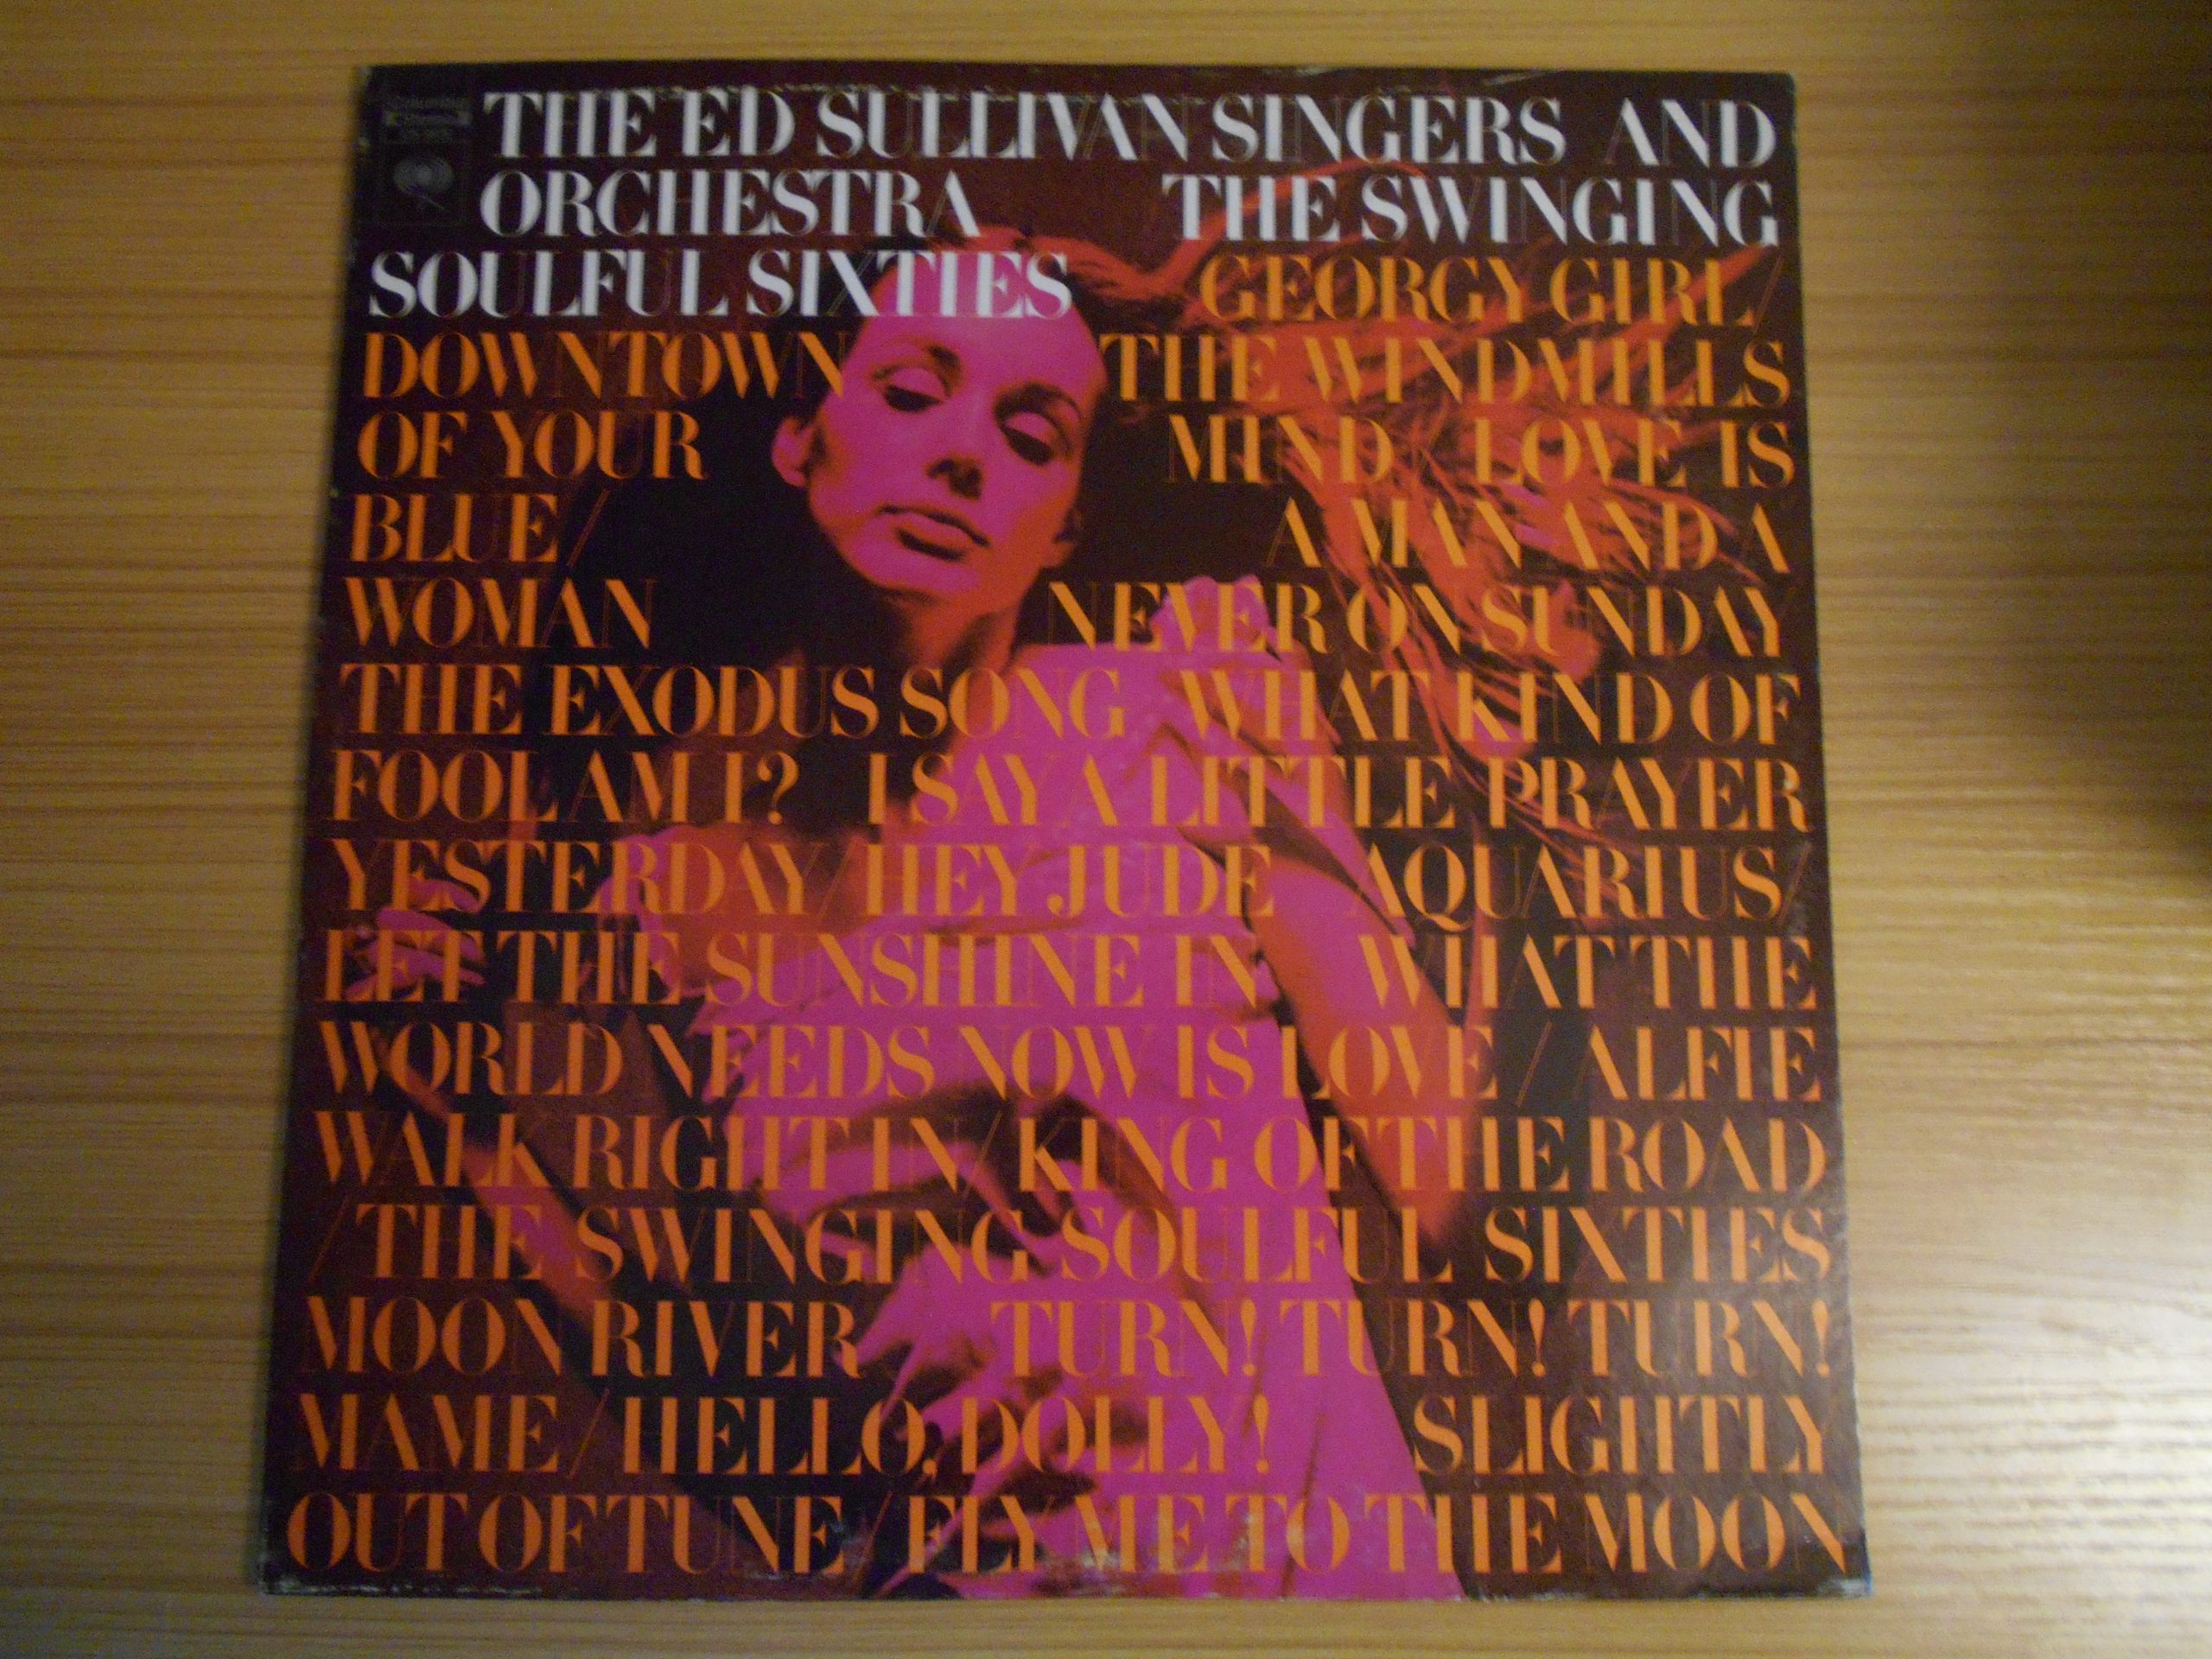 THE ED SULLIVAN SINGERS AND
ORCHESTRA THE SWINGING
SOULFUL SIXTIES GEORGY GIRL/
DOWNTOWN THE WINDMILLS
OF YOUR MIND / LOVE IS
BLUE / A MAN AND A
WOMAN NEVER ON SUNDAY
THE EXODUS SONG WHAT KIND OF
FOOL AM I? I SAY A LITTLE PRAYER
YESTERDAY/HEY JUDE AQUARIUS/
LET THE SUNSHINE IN WHAT THE
WORLD NEEDS NOW IS LOVE / ALFIE
WALK RIGHT IN/KING OF THE ROAD
/THE SWINGING SOULFUL SIXTIES
MOON RIVER TURN! TURN! TURN!
MAME/HELLO, DOLLY! SLIGHTLY
OUT OF TUNE/FLY ME TO THE MOON